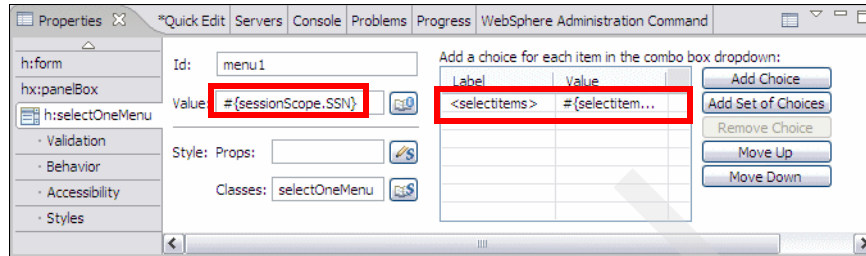 Properties *Quick Edit Servers Console Problems Progress WebSphere Administration Command
h:form
hx:panelBox
h:selectOneMenu
· Validation
· Behavior
· Accessibility
· Styles
Id: menu1
Value: #{sessionScope.SSN}
Style: Props:
Classes: selectOneMenu
Add a choice for each item in the combo box dropdown:
Label Value
<selectitems> #{selectitem...
Add Choice
Add Set of Choices
Remove Choice
Move Up
Move Down